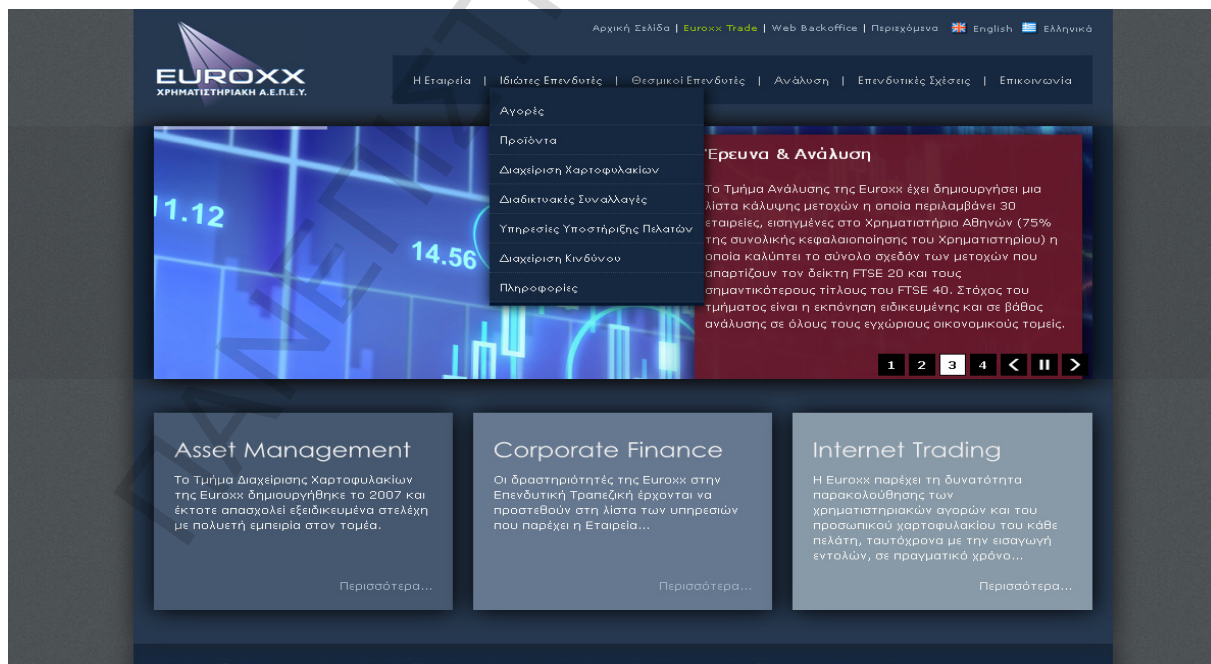 Αρχική Σελίδα | Euroxx Trade | Web Backoffice | Περιεχόμενα English Ελληνικά
EUROXX
ΧΡΗΜΑΤΙΣΤΗΡΙΑΚΗ Α.Ε.Π.Ε.Υ.
Η Εταιρεία | Ιδιώτες Επενδυτές | Θεσμικοί Επενδυτές | Ανάλυση | Επενδυτικές Σχέσεις | Επικοινωνία
Αγορές
Προϊόντα
Διαχείριση Χαρτοφυλακίων
Διαδικτυακές Συναλλαγές
Υπηρεσίες Υποστήριξης Πελατών
Διαχείριση Κινδύνου
Πληροφορίες
11.12
14.56
Έρευνα & Ανάλυση
Το Τμήμα Ανάλυσης της Euroxx έχει δημιουργήσει μια
λίστα κάλυψης μετοχών η οποία περιλαμβάνει 30
εταιρείες, εισηγμένες στο Χρηματιστήριο Αθηνών (75%
της συνολικής κεφαλαιοποίησης του Χρηματιστηρίου) η
οποία καλύπτει το σύνολο σχεδόν των μετοχών που
απαρτίζουν τον δείκτη FTSE 20 και τους
σημαντικότερους τίτλους του FTSE 40. Στόχος του
τμήματος είναι η εκπόνηση ειδικευμένης και σε βάθος
ανάλυσης σε όλους τους εγχώριους οικονομικούς τομείς.
1 2 3 4
Asset Management
Το Τμήμα Διαχείρισης Χαρτοφυλακίων
της Euroxx δημιουργήθηκε το 2007 και
έκτοτε απασχολεί εξειδικευμένα στελέχη
με πολυετή εμπειρία στον τομέα.
Περισσότερα...
Corporate Finance
Οι δραστηριότητές της Euroxx στην
Επενδυτική Τραπεζική έρχονται να
προστεθούν στη λίστα των υπηρεσιών
που παρέχει η Εταιρεία...
Περισσότερα...
Internet Trading
Η Euroxx παρέχει τη δυνατότητα
παρακολούθησης των
χρηματιστηριακών αγορών και του
προσωπικού χαρτοφυλακίου του κάθε
πελάτη, ταυτόχρονα με την εισαγωγή
εντολών, σε πραγματικό χρόνο...
Περισσότερα...